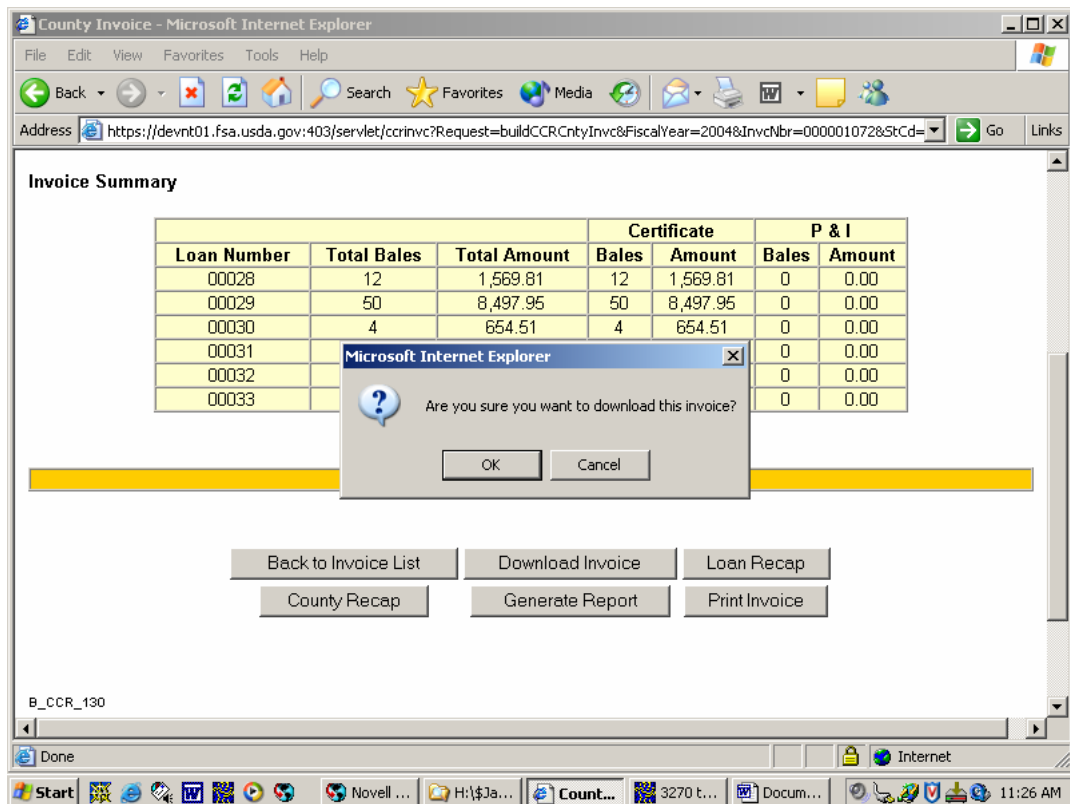 County Invoice - Microsoft Internet Explorer
File Edit View Favorites Tools Help
Back Search Favorites Media
Address https://devnt01.fsa.usda.gov:403/servlet/ccrinvc?Request=buildCCRCntyInvc&FiscalYear=2004&InvcNbr=000001072&StCd= Go Links
Invoice Summary
Certificate P & I
Loan Number Total Bales Total Amount Bales Amount Bales Amount
00028 12 1,569.81 12 1,569.81 0 0.00
00029 50 8,497.95 50 8,497.95 0 0.00
00030 4 654.51 4 654.51 0 0.00
00031 0 0.00
00032 0 0.00
00033 0 0.00
Microsoft Internet Explorer
Are you sure you want to download this invoice?
OK Cancel
Back to Invoice List Download Invoice Loan Recap
County Recap Generate Report Print Invoice
B_CCR_130
Done Internet
Start Novell ... H:\$Ja... Count... 3270 t... Docum... 11:26 AM